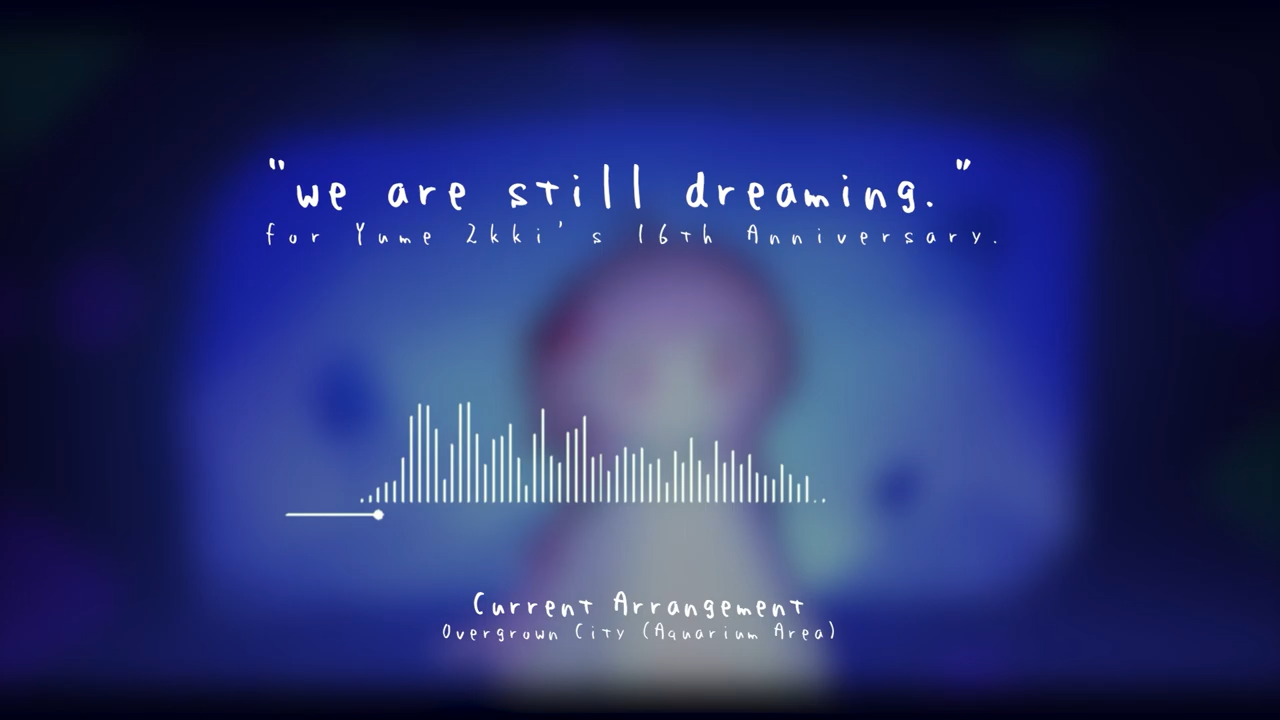 "we are still dreaming."
for Yume 2kki's 16th Anniversary.
Current Arrangement
Overgrown City (Aquarium Area)